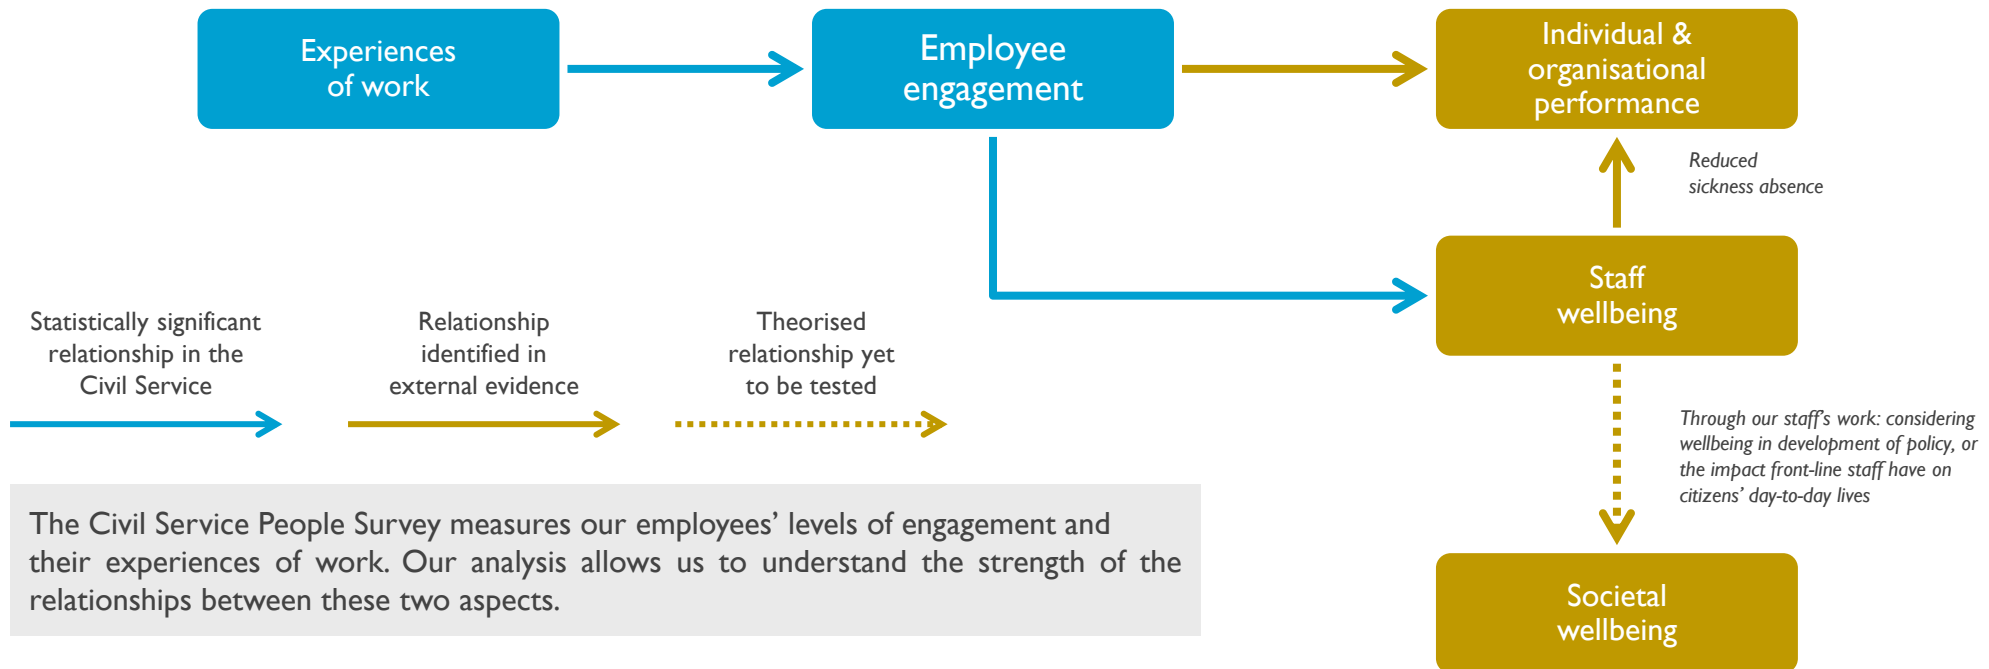 Experiences
of work
Employee
engagement
Individual &
organisational
performance
Reduced
sickness absence
Staff
wellbeing
Statistically significant
relationship in the
Civil Service
Relationship
identified in
external evidence
Theorised
relationship yet
to be tested
Through our staff's work: considering
wellbeing in development of policy, or
the impact front-line staff have on
citizens' day-to-day lives
The Civil Service People Survey measures our employees' levels of engagement and
their experiences of work. Our analysis allows us to understand the strength of the
relationships between these two aspects.
Societal
wellbeing